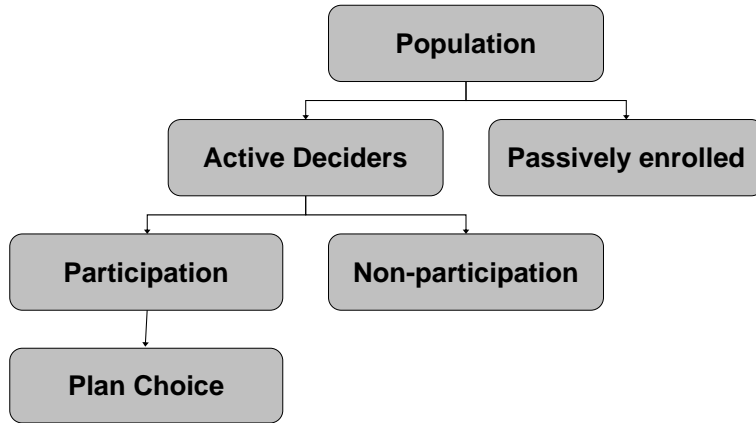 Population
Active Deciders
Passively enrolled
Participation
Non-participation
Plan Choice